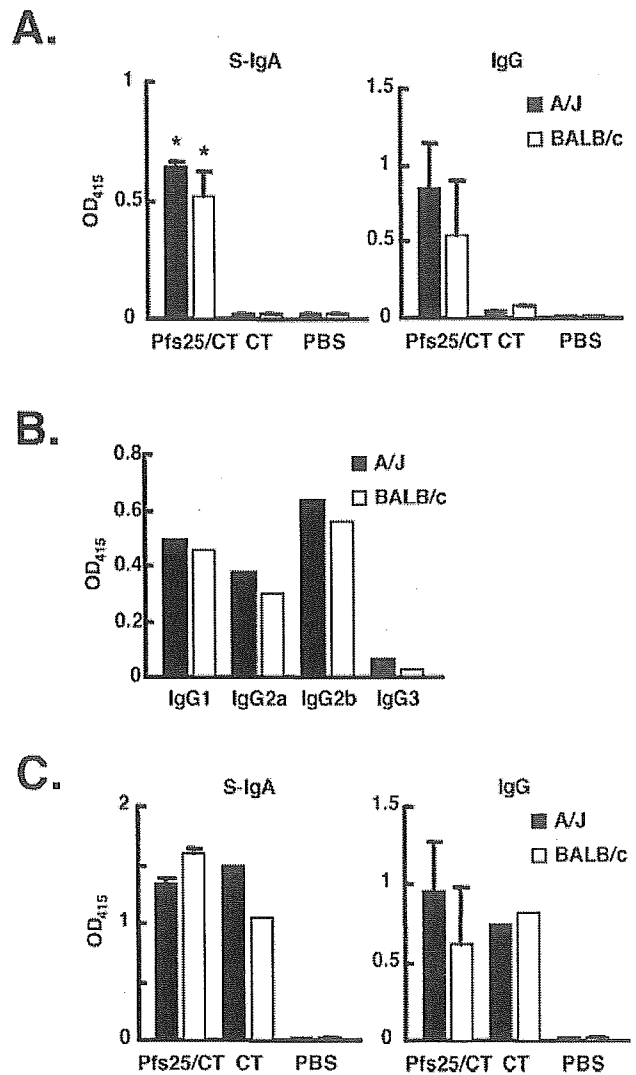 A.
S-IgA
IgG
1
0.5
0
OD415
* *
Pfs25/CT CT PBS
1.5
1
0.5
0
A/J
BALB/c
Pfs25/CT CT PBS
B.
0.8
0.6
0.4
0.2
0
OD415
A/J
BALB/c
IgG1 IgG2a IgG2b IgG3
C.
S-IgA
IgG
2
1
0
OD415
Pfs25/CT CT PBS
1.5
1
0.5
0
A/J
BALB/c
Pfs25/CT CT PBS